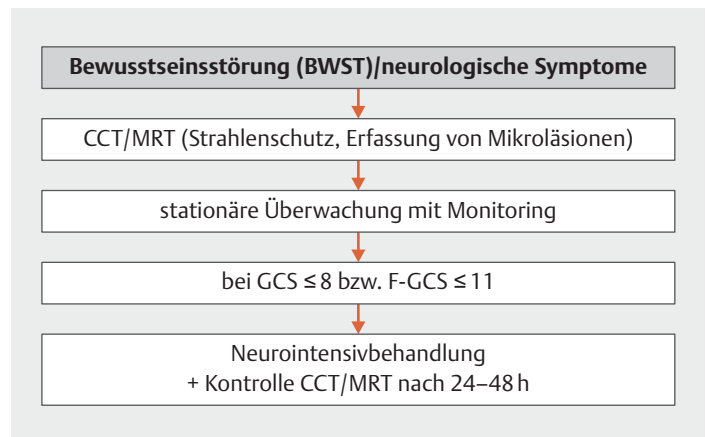 Bewusstseinsstörung (BWST)/neurologische Symptome
CCT/MRT (Strahlenschutz, Erfassung von Mikroläsionen)
stationäre Überwachung mit Monitoring
bei GCS ≤ 8 bzw. F-GCS ≤ 11
Neurointensivbehandlung
+ Kontrolle CCT/MRT nach 24–48 h